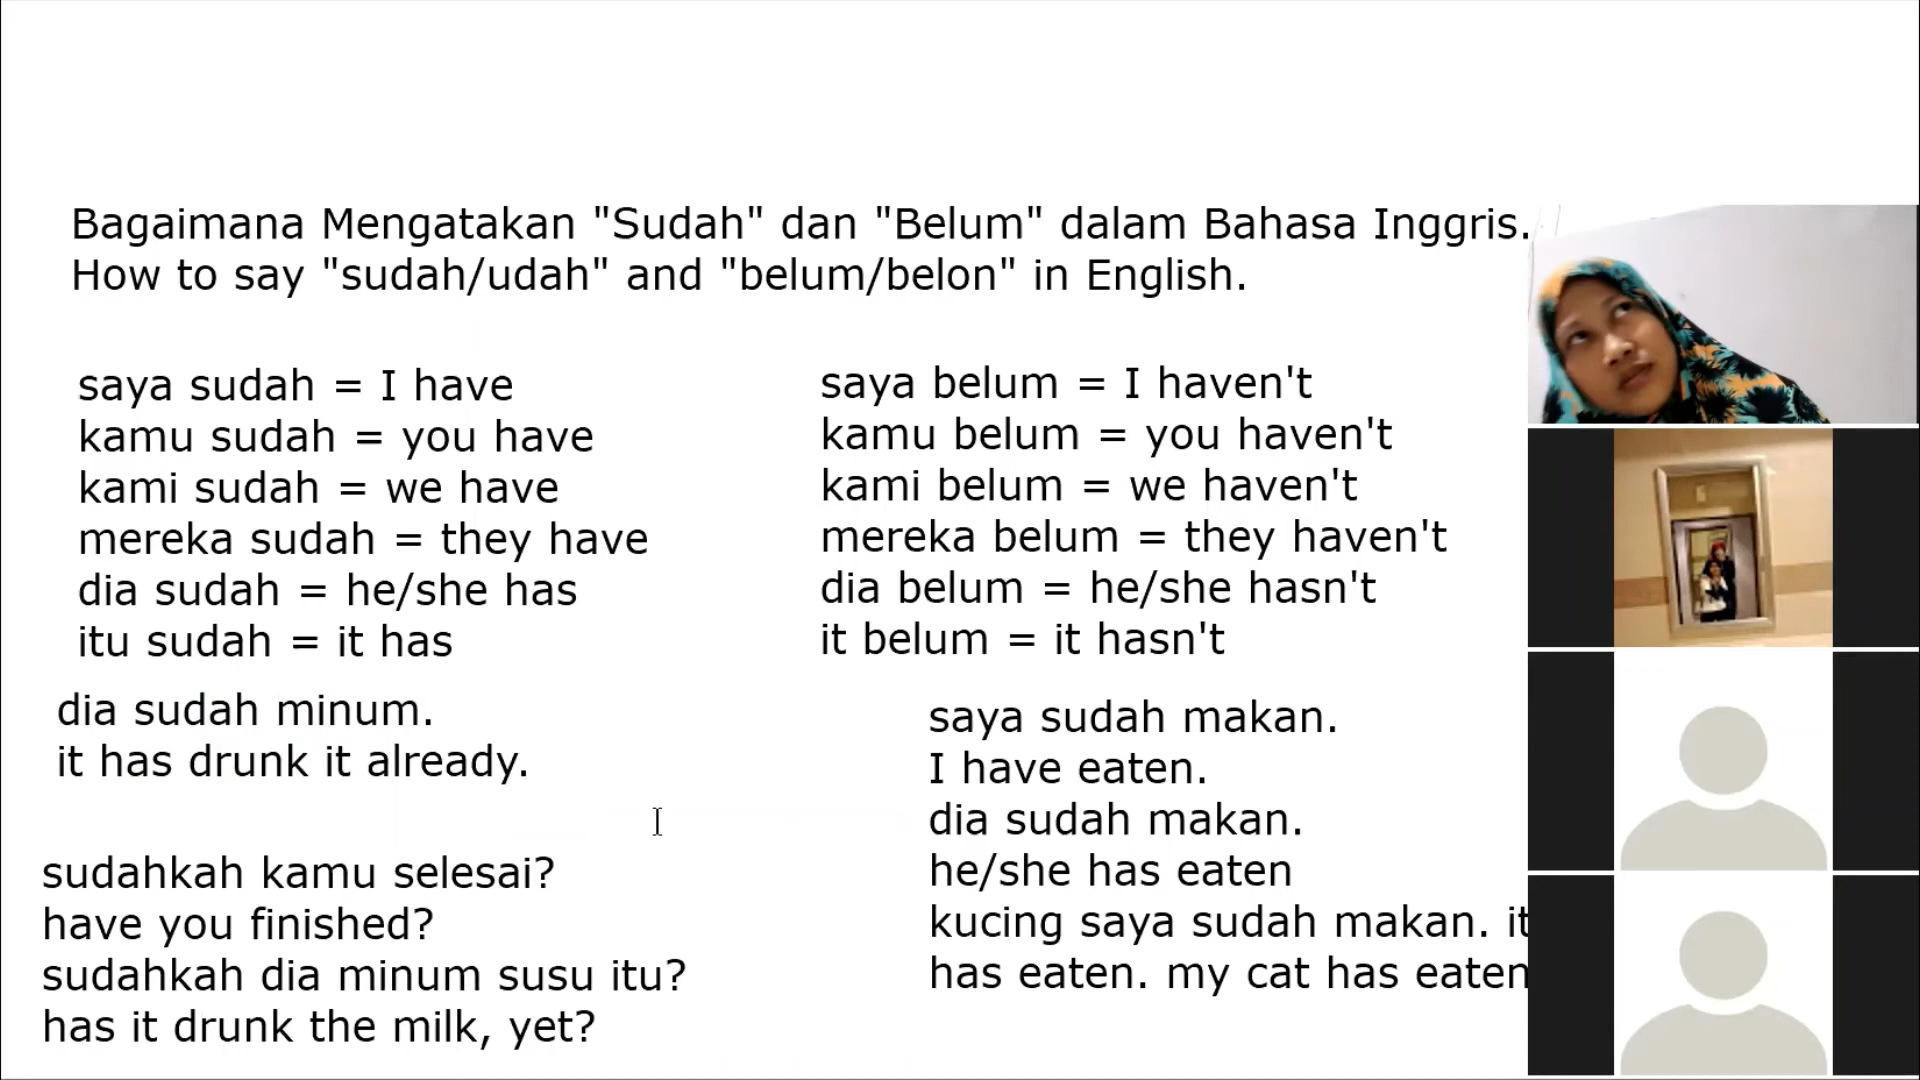 Bagaimana Mengatakan "Sudah" dan "Belum" dalam Bahasa Inggris.
How to say "sudah/udah" and "belum/belon" in English.
saya sudah = I have
kamu sudah = you have
kami sudah = we have
mereka sudah = they have
dia sudah = he/she has
itu sudah = it has
saya belum = I haven't
kamu belum = you haven't
kami belum = we haven't
mereka belum = they haven't
dia belum = he/she hasn't
it belum = it hasn't
dia sudah minum.
it has drunk it already.
sudahkah kamu selesai?
have you finished?
sudahkah dia minum susu itu?
has it drunk the milk, yet?
saya sudah makan.
I have eaten.
dia sudah makan.
he/she has eaten
kucing saya sudah makan. it
has eaten. my cat has eaten